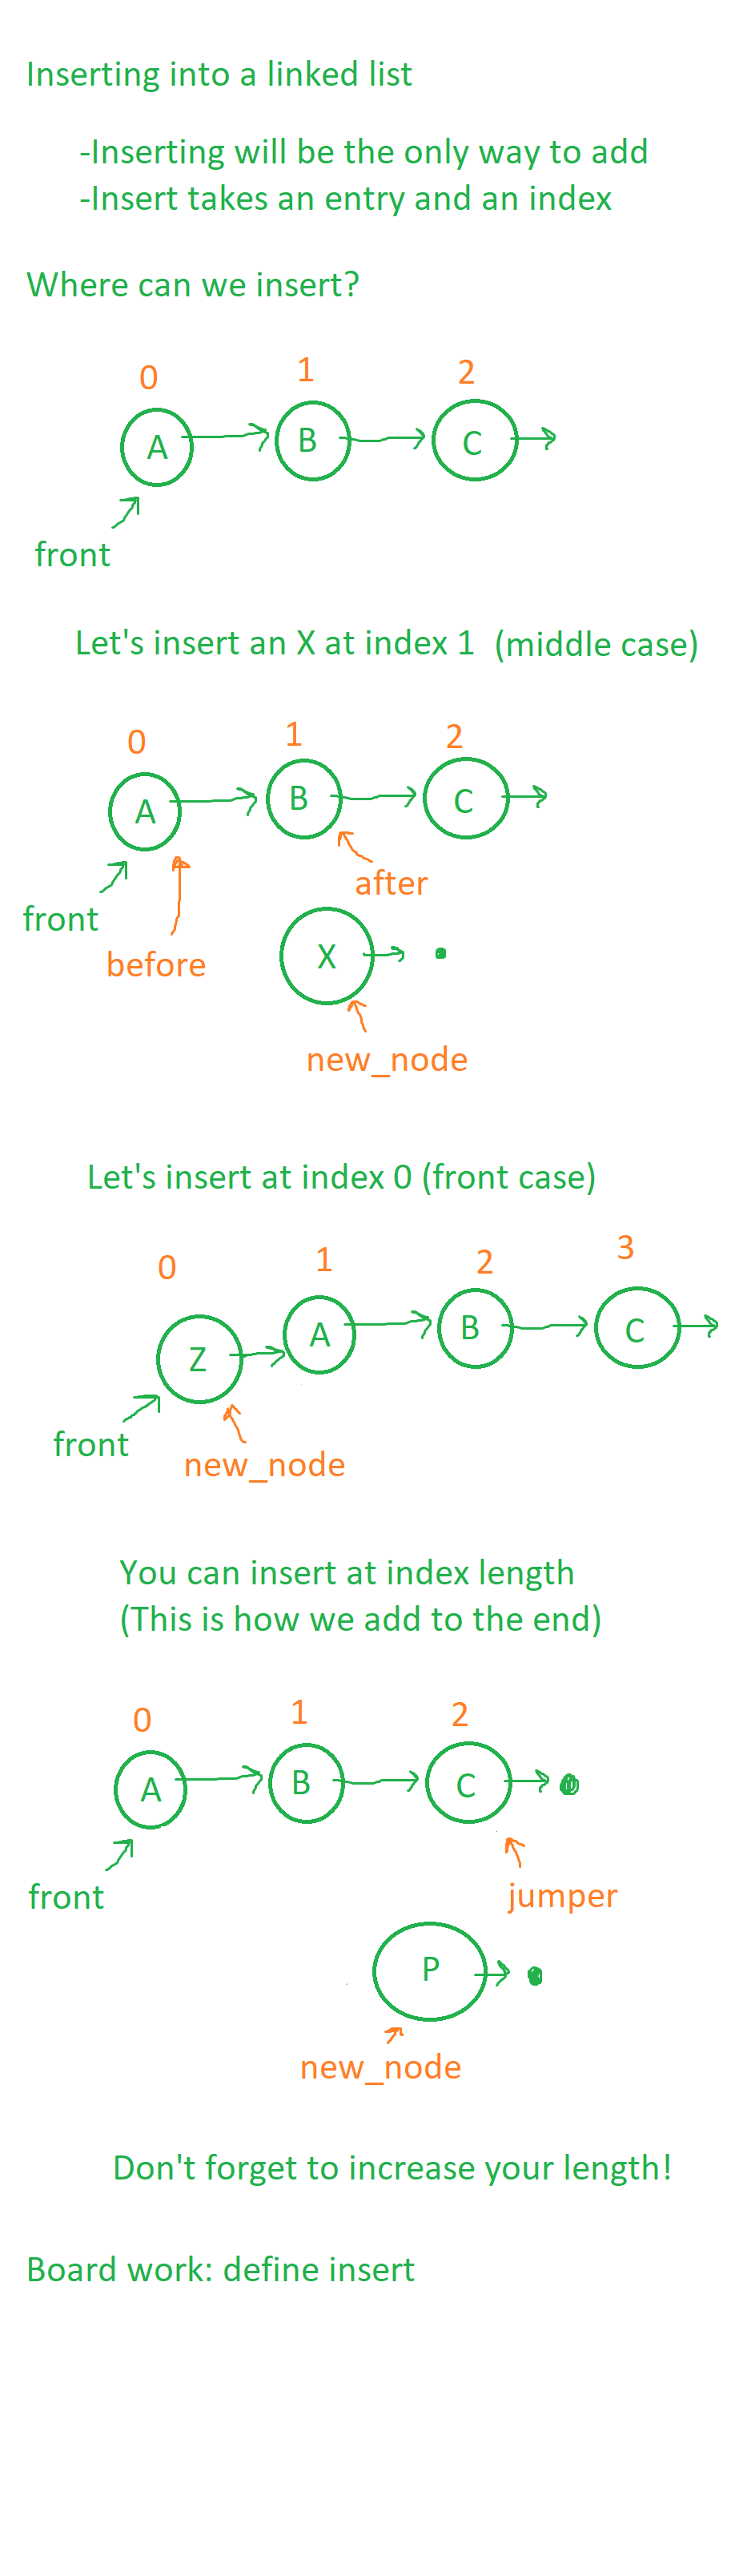 Inserting into a linked list
-Inserting will be the only way to add
-Insert takes an entry and an index
Where can we insert?
0 1 2
A B C
front
Let's insert an X at index 1 (middle case)
0 1 2
A B C
after
front
before
X
new_node
Let's insert at index 0 (front case)
0 1 2 3
Z A B C
front
new_node
You can insert at index length
(This is how we add to the end)
0 1 2
A B C
front
jumper
P
new_node
Don't forget to increase your length!
Board work: define insert